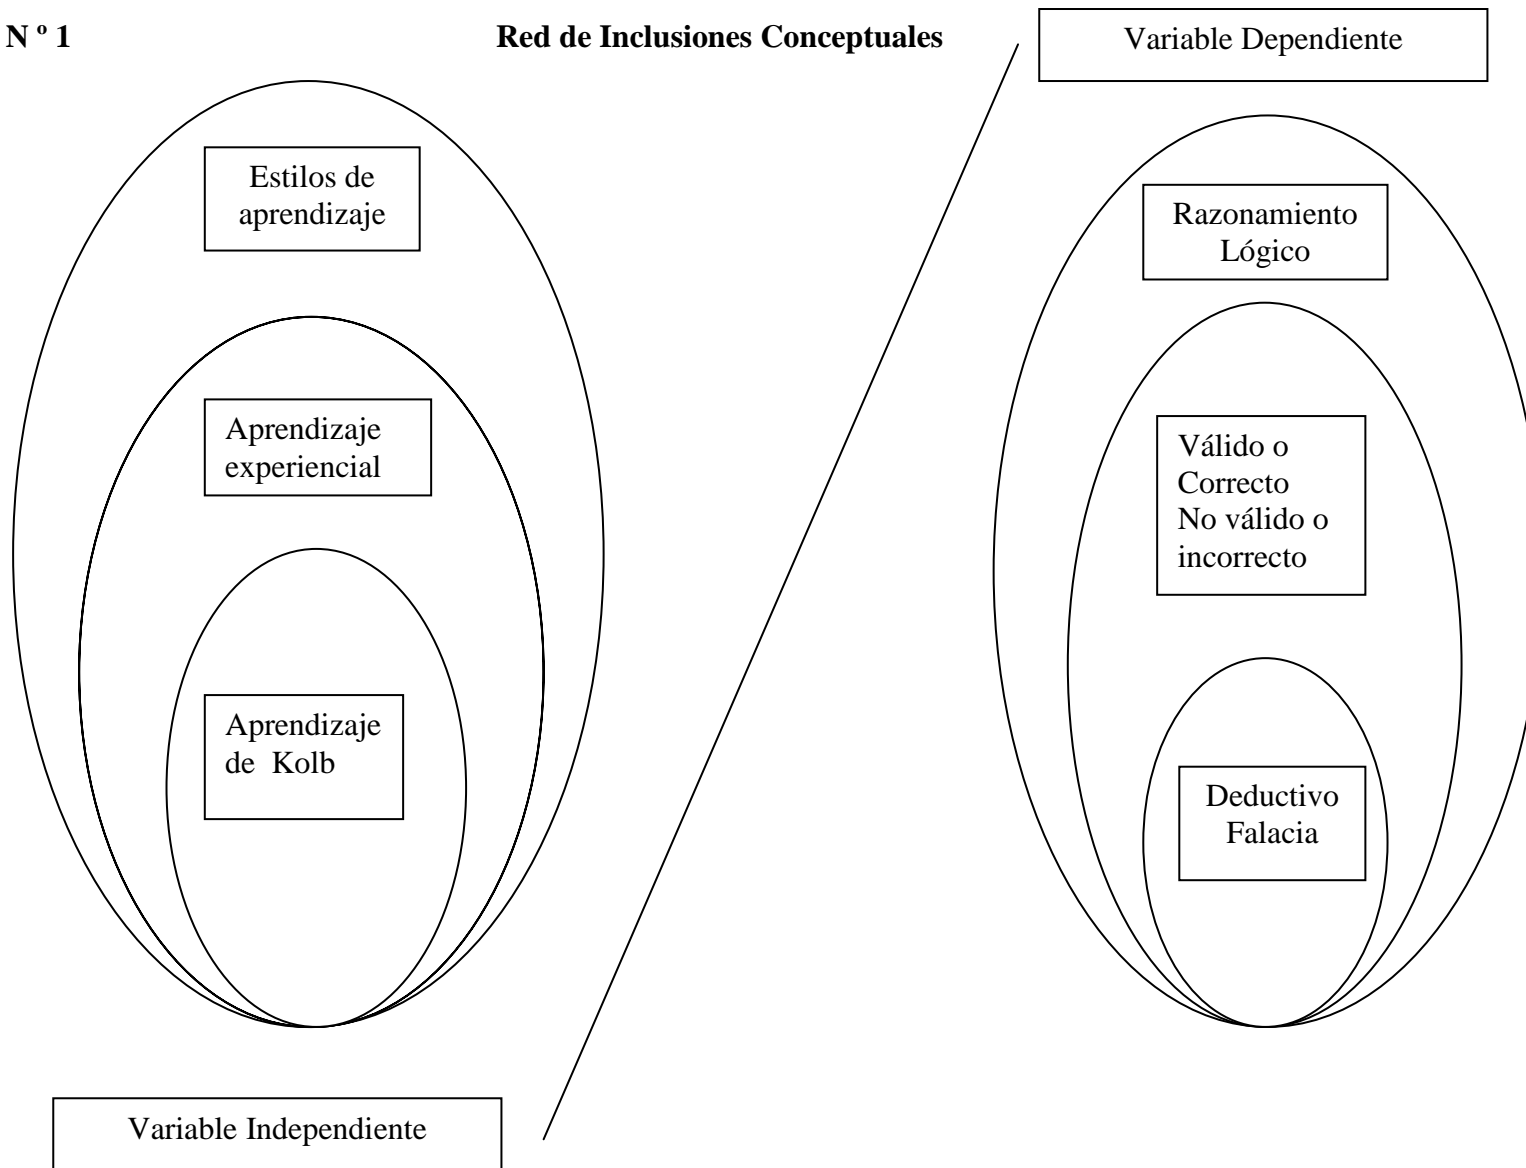 N º 1
Red de Inclusiones Conceptuales
Variable Dependiente
Estilos de
aprendizaje
Aprendizaje
experiencial
Aprendizaje
de Kolb
Variable Independiente
Razonamiento
Lógico
Válido o
Correcto
No válido o
incorrecto
Deductivo
Falacia